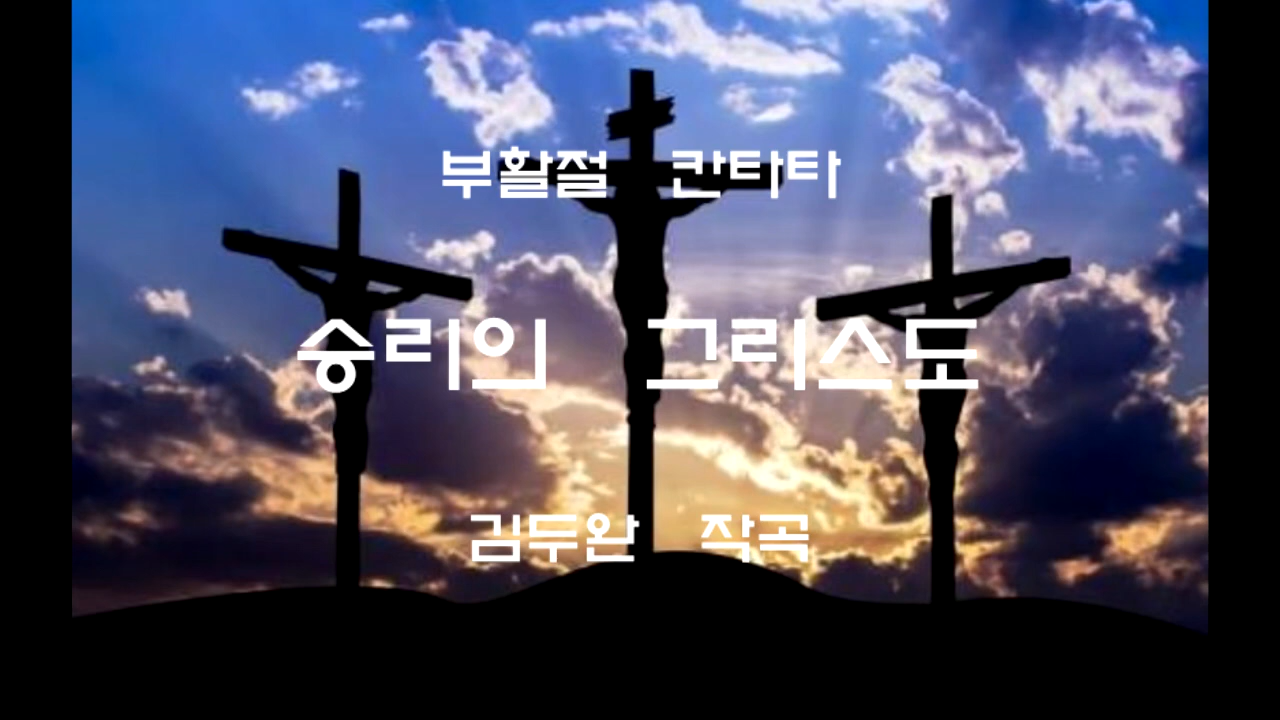 부활절 칸타타
승리의 그리스도
김두완 작곡